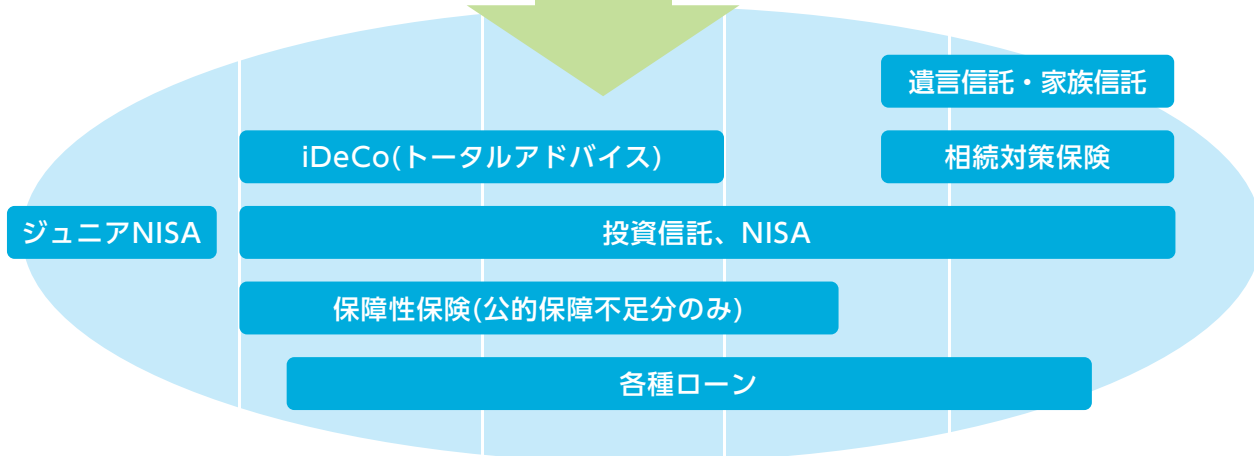 遺言信託・家族信託
iDeCo(トータルアドバイス)
相続対策保険
ジュニアNISA
投資信託、NISA
保障性保険(公的保障不足分のみ)
各種ローン